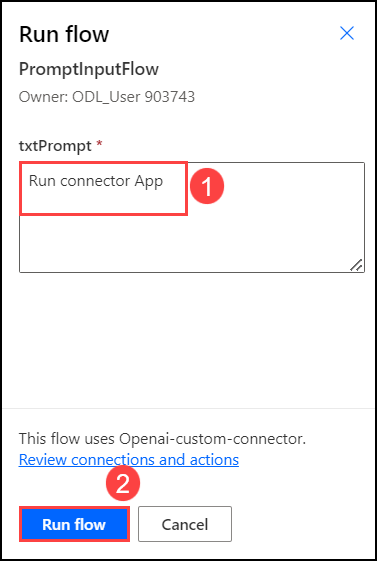 Run flow
PromptInputFlow
Owner: ODL_User 903743
txtPrompt *
Run connector App
1
This flow uses Openai-custom-connector.
Review connections and actions
2
Run flow Cancel